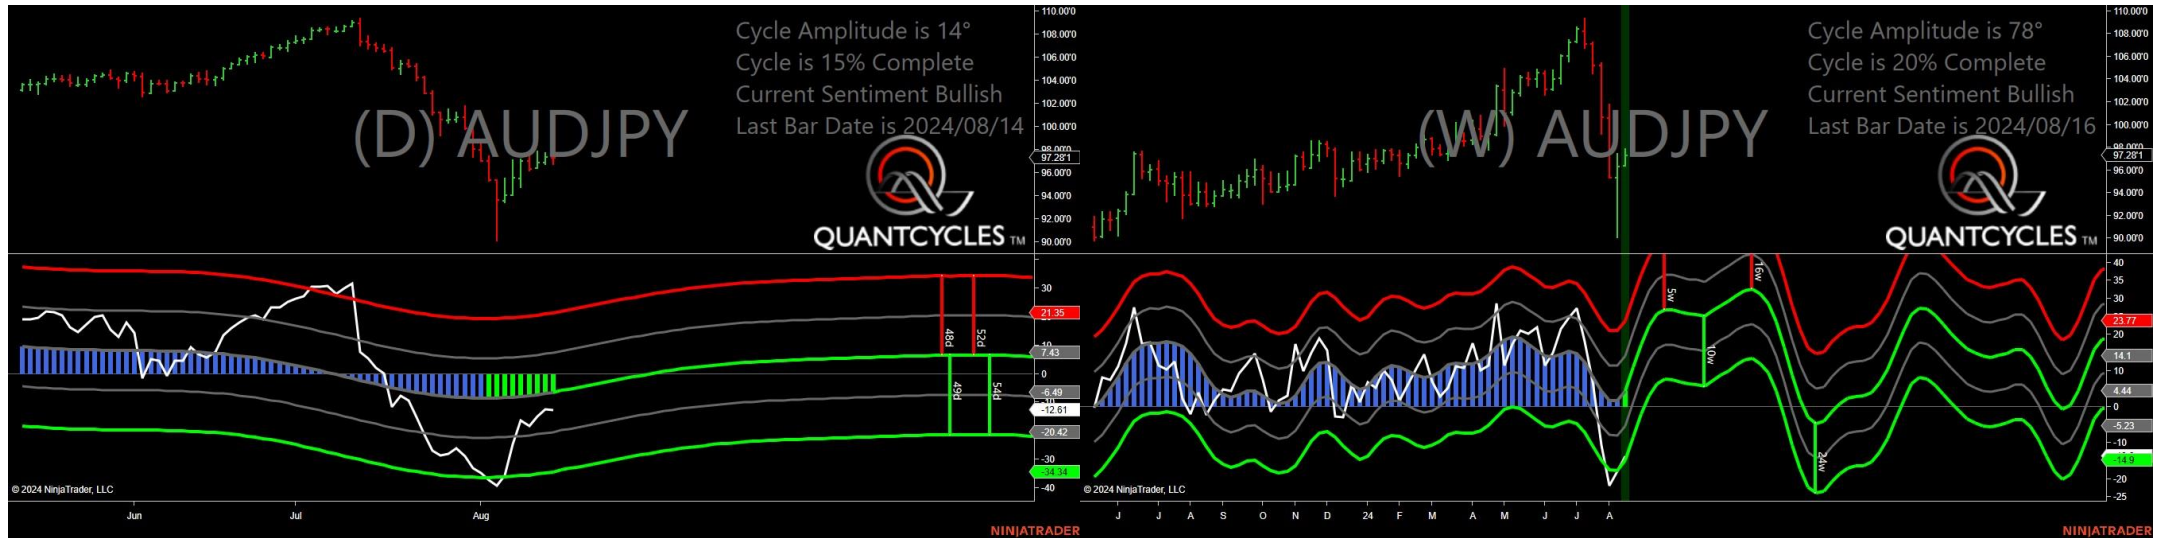 110.00'0
108.00'0
106.00'0
104.00'0
102.00'0
100.00'0
98.00'0
97.28'1
96.00'0
94.00'0
92.00'0
90.00'0
Cycle Amplitude is 14°
Cycle is 15% Complete
Current Sentiment Bullish
Last Bar Date is 2024/08/14
(D) AUDJPY
QUANTCYCLES TM
30
21.35
10
7.43
0
-6.49
-10
-12.61
-20.42
-30
-34.34
-40
48d
52d
49d
54d
© 2024 NinjaTrader, LLC
Jun
Jul
Aug
NINJATRADER
110.00'0
108.00'0
106.00'0
104.00'0
102.00'0
100.00'0
98.00'0
97.28'1
96.00'0
94.00'0
92.00'0
90.00'0
Cycle Amplitude is 78°
Cycle is 20% Complete
Current Sentiment Bullish
Last Bar Date is 2024/08/16
(W) AUDJPY
QUANTCYCLES TM
40
35
30
23.77
20
14.1
10
4.44
0
-5.23
-10
-14.9
-20
-25
5w
16w
10w
24w
© 2024 NinjaTrader, LLC
J
J
A
S
O
N
D
24
F
M
A
M
J
J
A
NINJATRADER